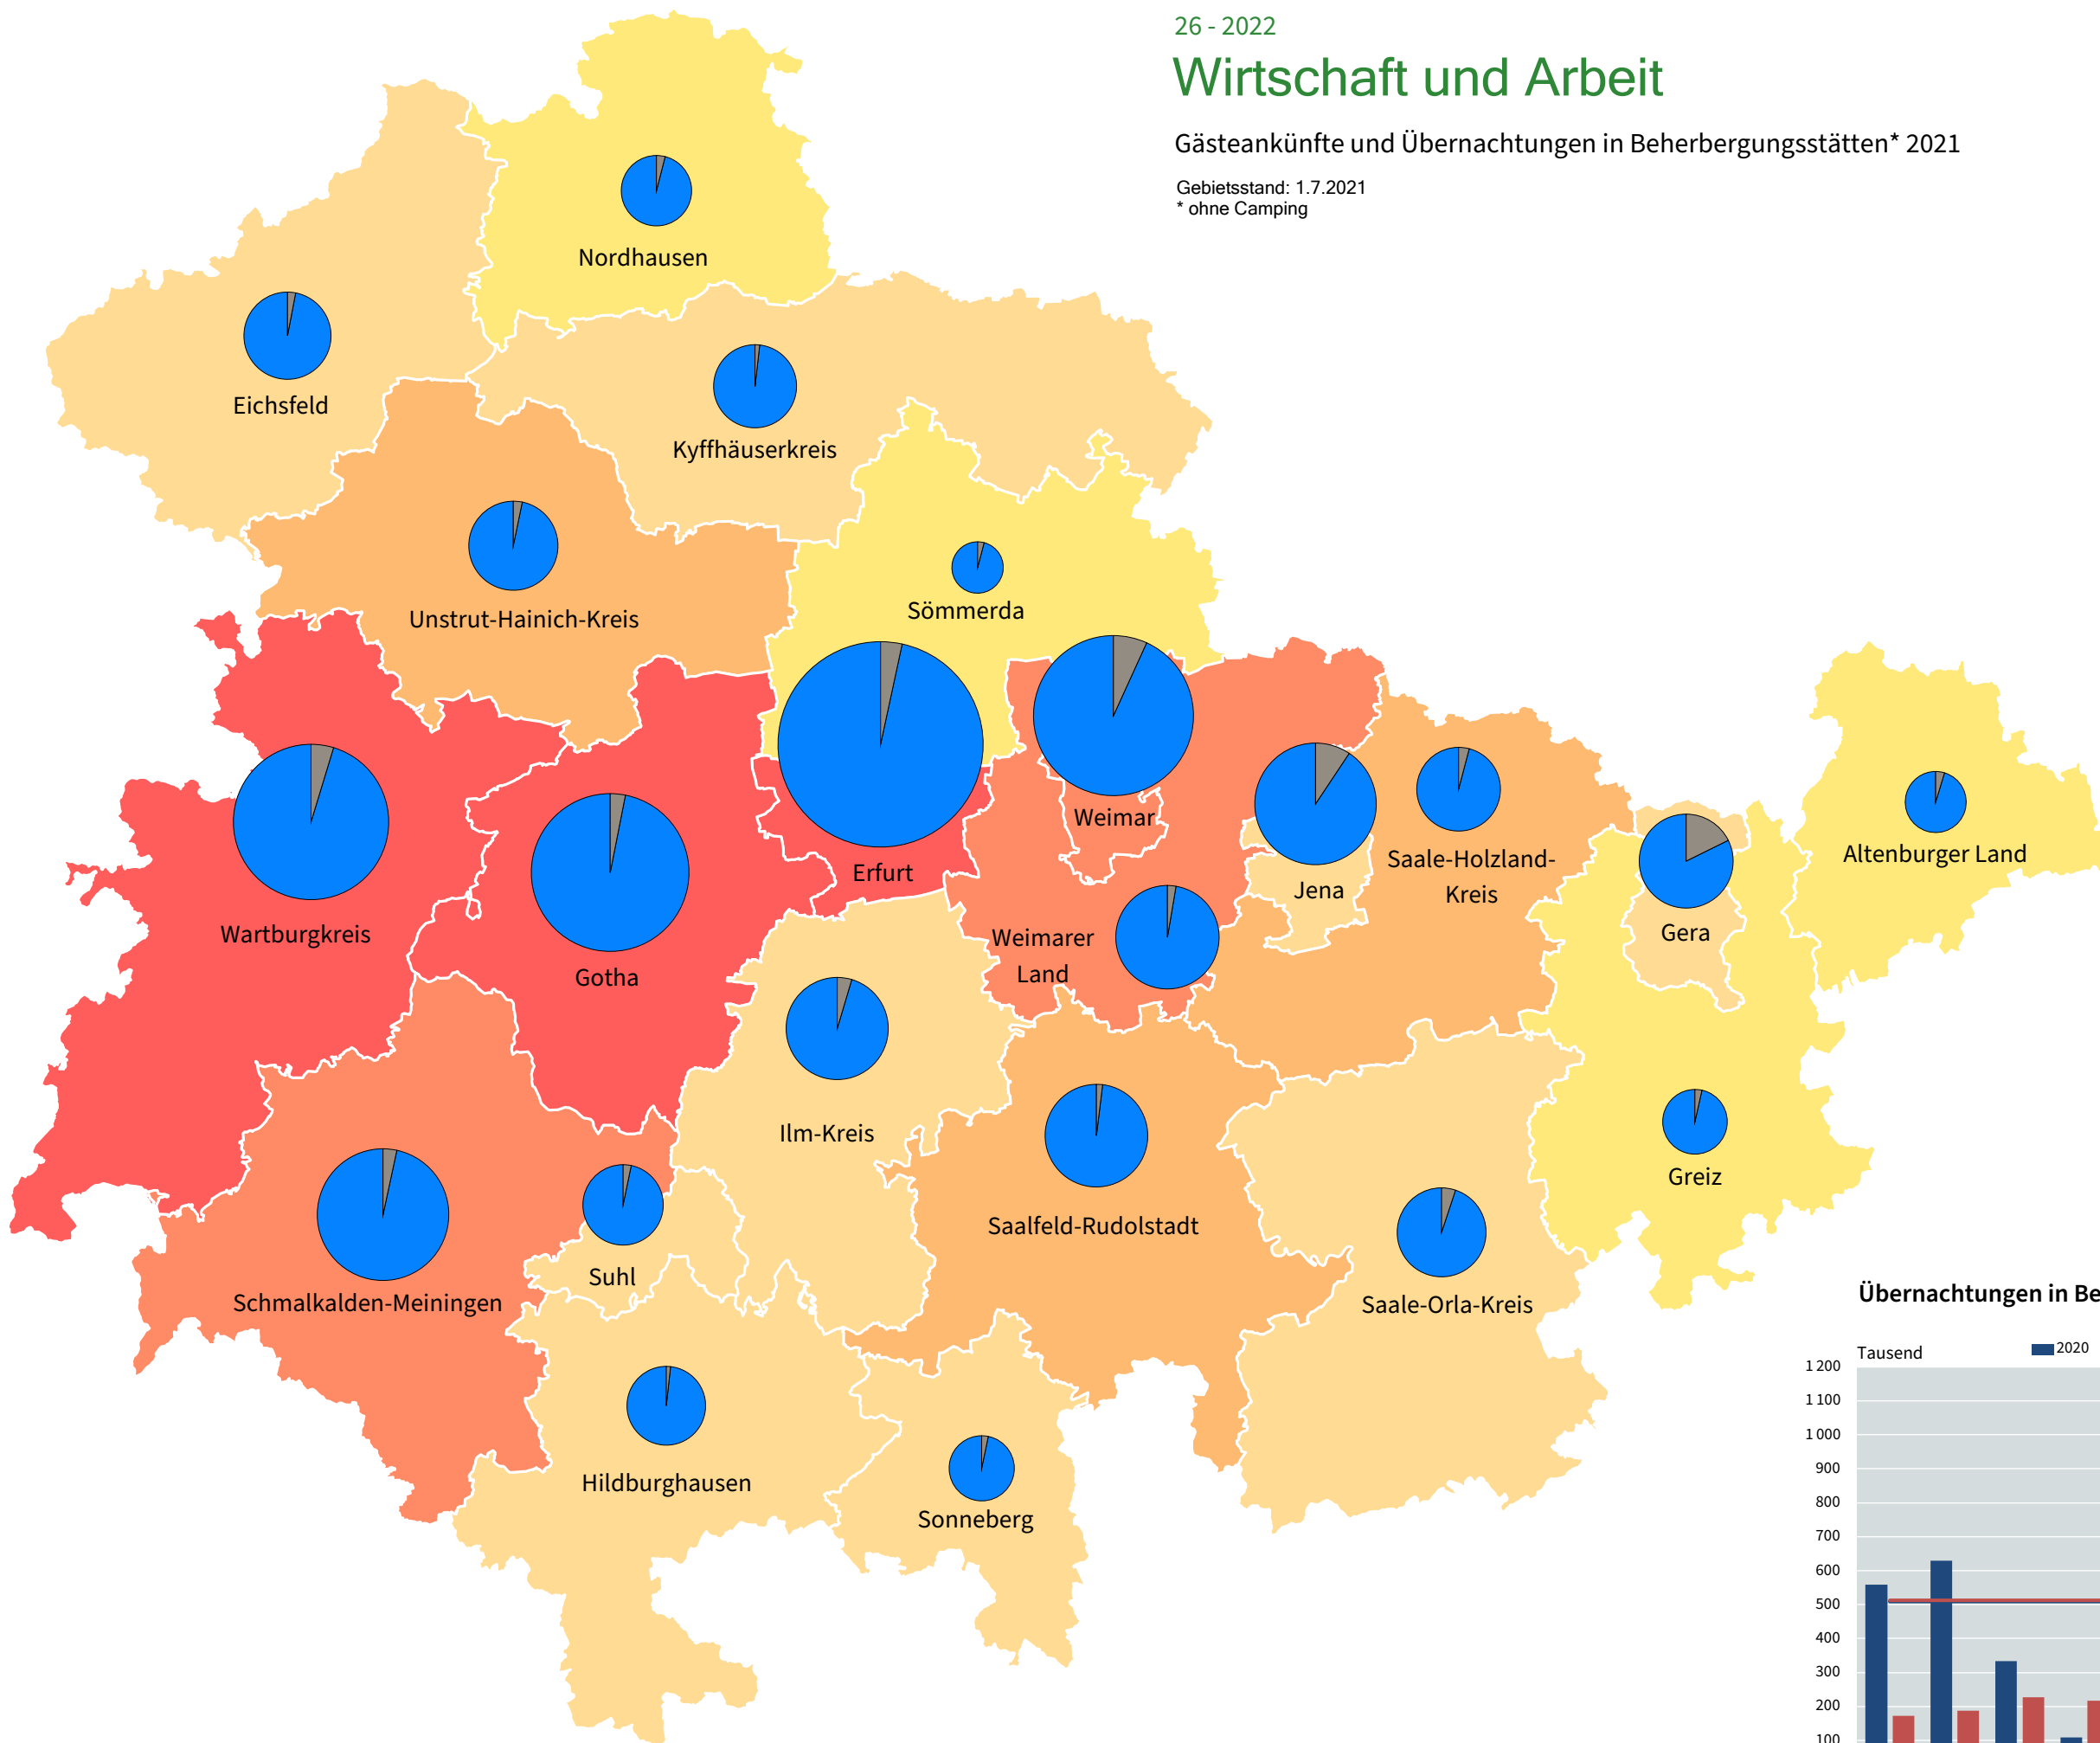 26 - 2022
Wirtschaft und Arbeit
Gästeankünfte und Übernachtungen in Beherbergungsstätten* 2021
Gebietsstand: 1.7.2021
* ohne Camping
Nordhausen
Eichsfeld
Kyffhäuserkreis
Unstrut-Hainich-Kreis
Sömmerda
Weimar
Erfurt
Wartburgkreis
Gotha
Weimarer
Land
Jena
Saale-Holzland-
Kreis
Gera
Altenburger Land
Ilm-Kreis
Greiz
Saalfeld-Rudolstadt
Suhl
Schmalkalden-Meiningen
Saale-Orla-Kreis
Hildburghausen
Sonneberg
Übernachtungen in Be
Tausend
2020
1 200
1 100
1 000
900
800
700
600
500
400
300
200
100